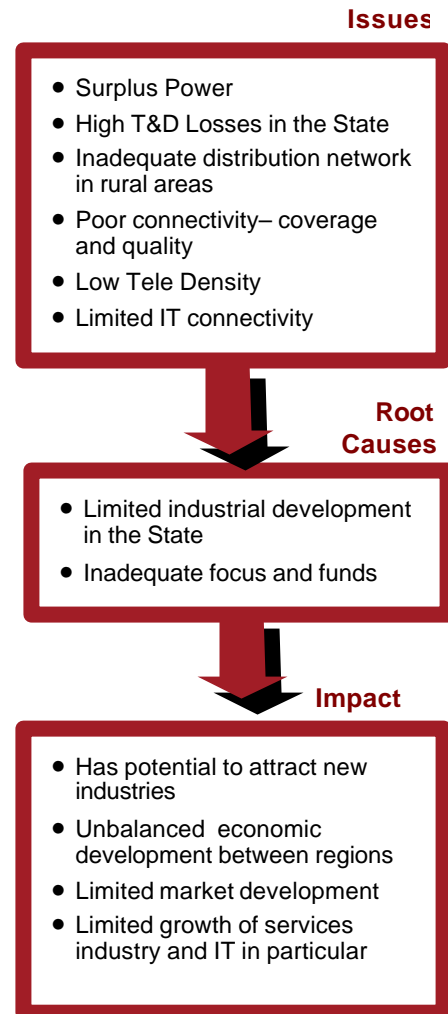 Issues
• Surplus Power
• High T&D Losses in the State
• Inadequate distribution network
in rural areas
• Poor connectivity– coverage
and quality
• Low Tele Density
• Limited IT connectivity
Root
Causes
• Limited industrial development
in the State
• Inadequate focus and funds
Impact
• Has potential to attract new
industries
• Unbalanced economic
development between regions
• Limited market development
• Limited growth of services
industry and IT in particular